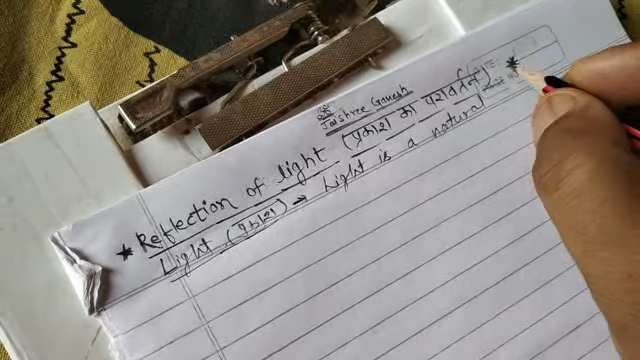 ॐ
Jaishree Ganesh
* Reflection of light (प्रकाश का परावर्तन) *
Light (प्रकाश) → Light is a natural